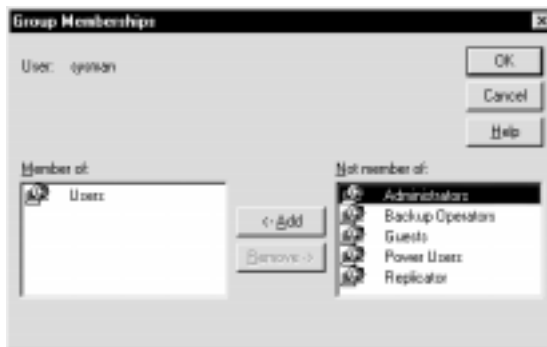 Group Memberships
User: sysman
OK
Cancel
Help
Member of:
Users
<- Add
Remove ->
Not member of:
Administrators
Backup Operators
Guests
Power Users
Replicator